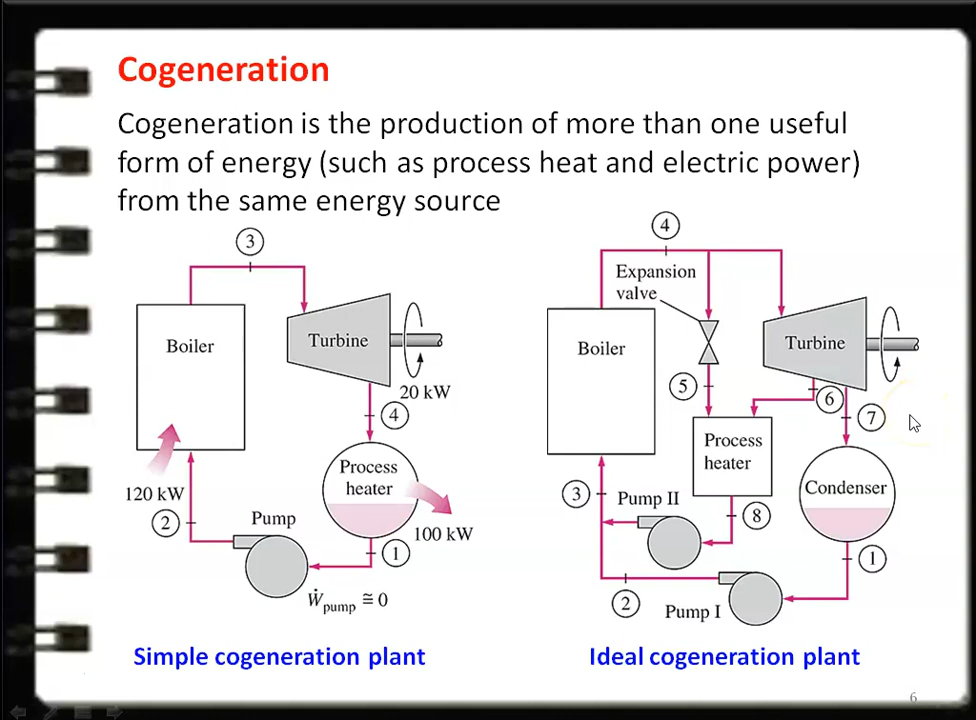 Cogeneration
Cogeneration is the production of more than one useful
form of energy (such as process heat and electric power)
from the same energy source
3
Boiler
Turbine
20 kW
4
Process
heater
120 kW
100 kW
2
Pump
1
Ẇpump ≅ 0
Simple cogeneration plant
4
Expansion
valve
Boiler
Turbine
5
6
7
Process
heater
Condenser
3
Pump II
8
1
2
Pump I
Ideal cogeneration plant
6